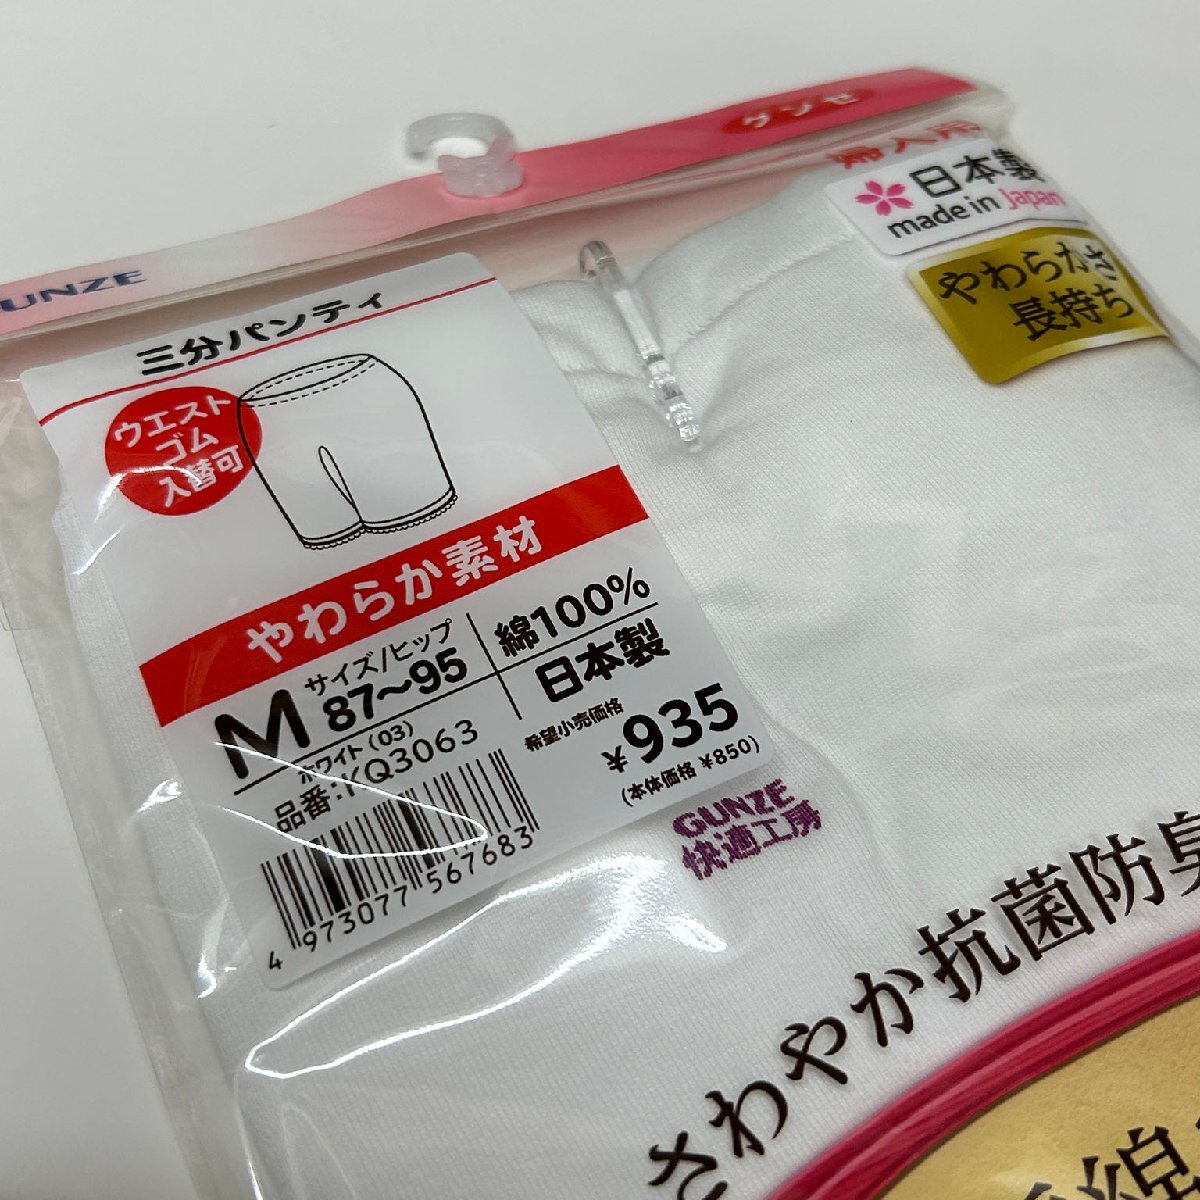 GUNZE
グンゼ
婦人用
日本製
made in Japan
やわらかさ
長持ち
三分パンティ
ウエスト
ゴム
入替可
やわらか素材
M
サイズ/ヒップ
87~95
ホワイト(03)
品番:KQ3063
綿100%
日本製
希望小売価格
¥935
(本体価格 ¥850)
4 973077 567683
GUNZE
快適工房
さわやか抗菌防臭
綿